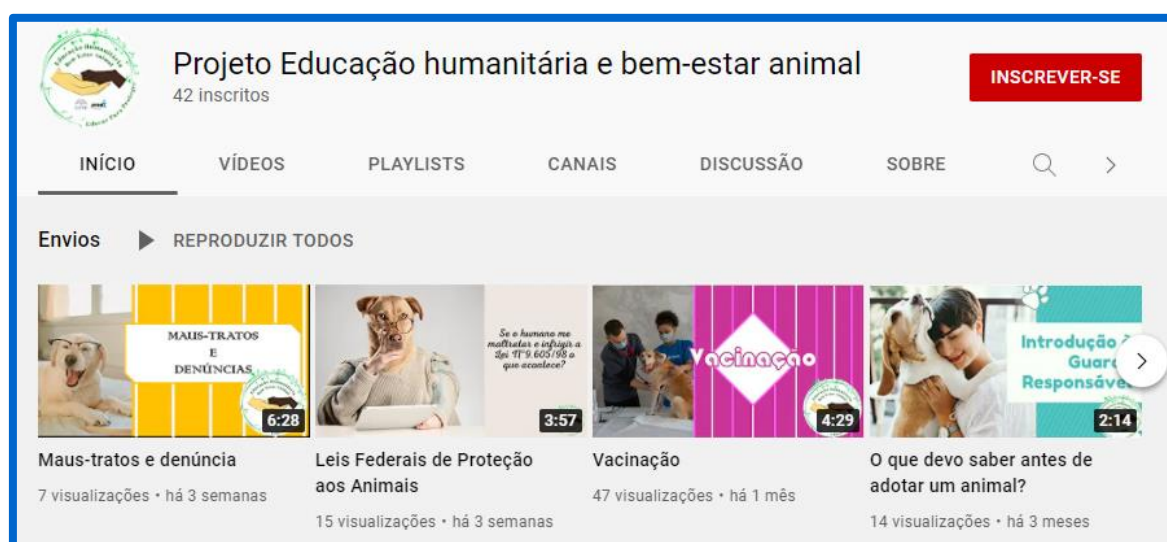 Projeto Educação humanitária e bem-estar animal
42 inscritos
INSCREVER-SE
INÍCIO
VÍDEOS
PLAYLISTS
CANAIS
DISCUSSÃO
SOBRE
Envios
REPRODUZIR TODOS
MAUS-TRATOS
E
DENÚNCIAS
6:28
Se o humano me
maltratar e infrigir a
Lei Nº 9.605/98 o
que acontece?
3:57
Vacinação
4:29
Introdução
Responsável
2:14
Maus-tratos e denúncia
7 visualizações • há 3 semanas
Leis Federais de Proteção
aos Animais
15 visualizações • há 3 semanas
Vacinação
47 visualizações • há 1 mês
O que devo saber antes de
adotar um animal?
14 visualizações • há 3 meses